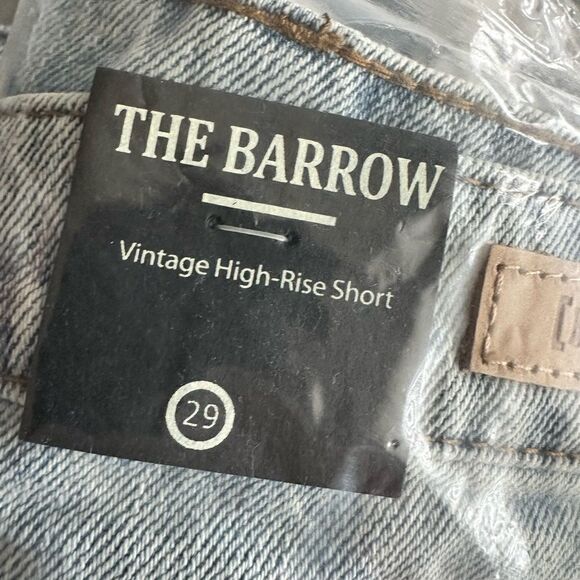 THE BARROW
Vintage High-Rise Short
29